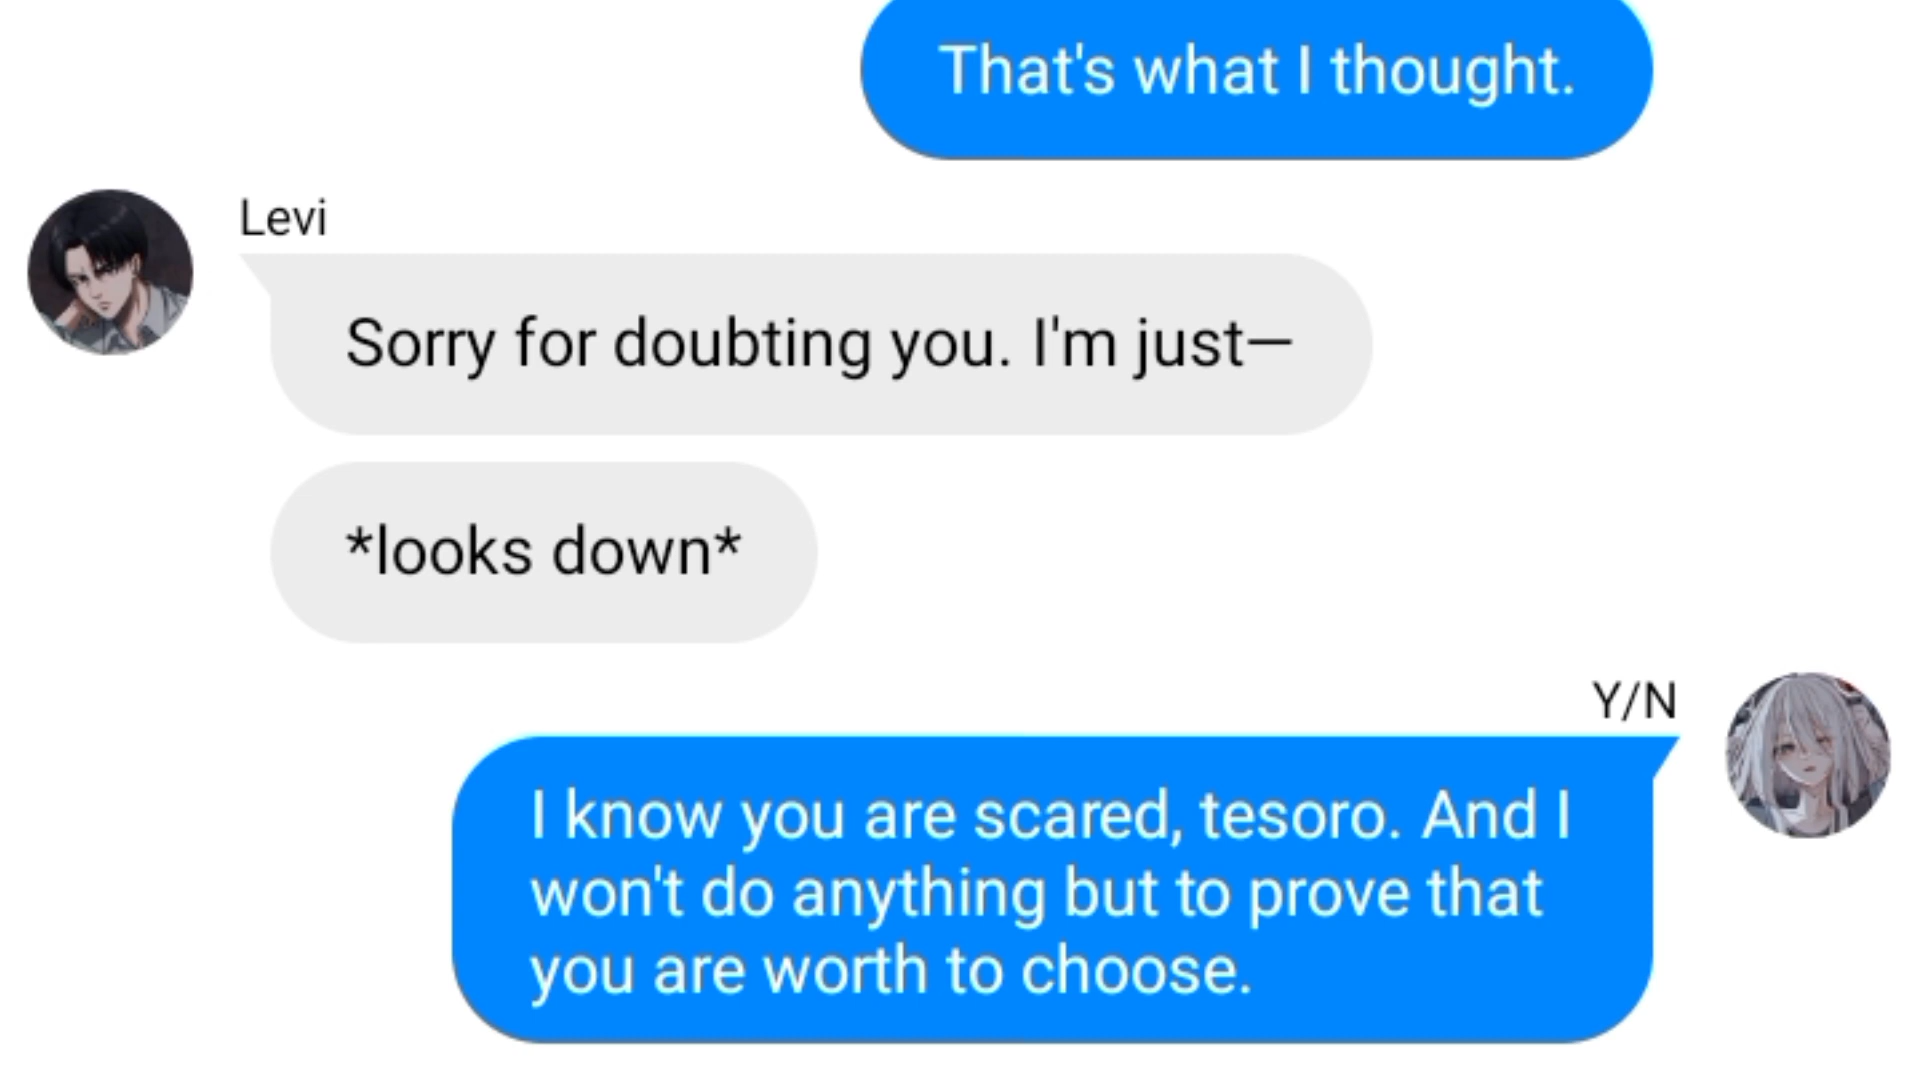 That's what I thought.
Levi
Sorry for doubting you. I'm just—
*looks down*
Y/N
I know you are scared, tesoro. And I
won't do anything but to prove that
you are worth to choose.